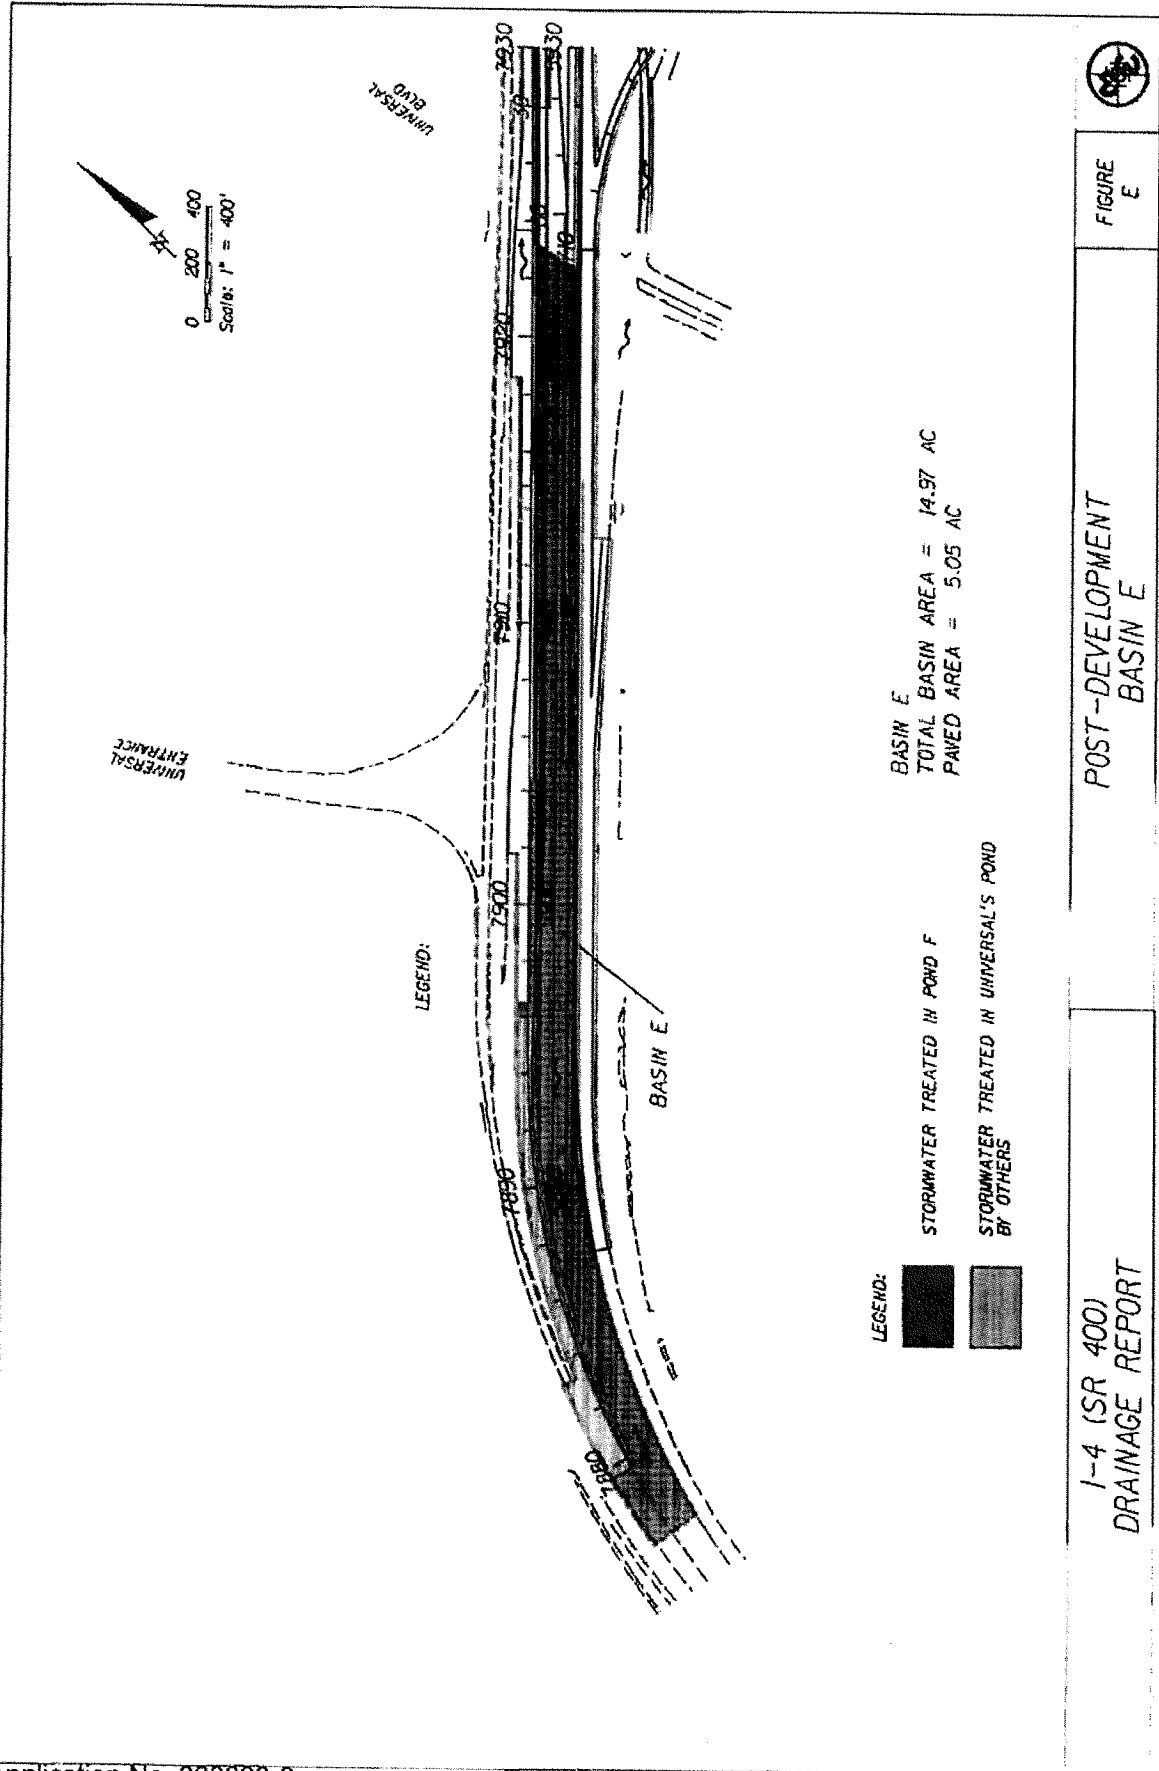 UNIVERSAL
BLVD
0 200 400
Scale: 1" = 400'
UNIVERSAL
ENTRANCE
LEGEND:
7880
7890
7900
7910
7920
7930
7930
BASIN E
BASIN E
TOTAL BASIN AREA = 14.97 AC
PAVED AREA = 5.05 AC
LEGEND:
STORMWATER TREATED IN POND F
STORMWATER TREATED IN UNIVERSAL'S POND
BY OTHERS
I-4 (SR 400)
DRAINAGE REPORT
POST-DEVELOPMENT
BASIN E
FIGURE
E